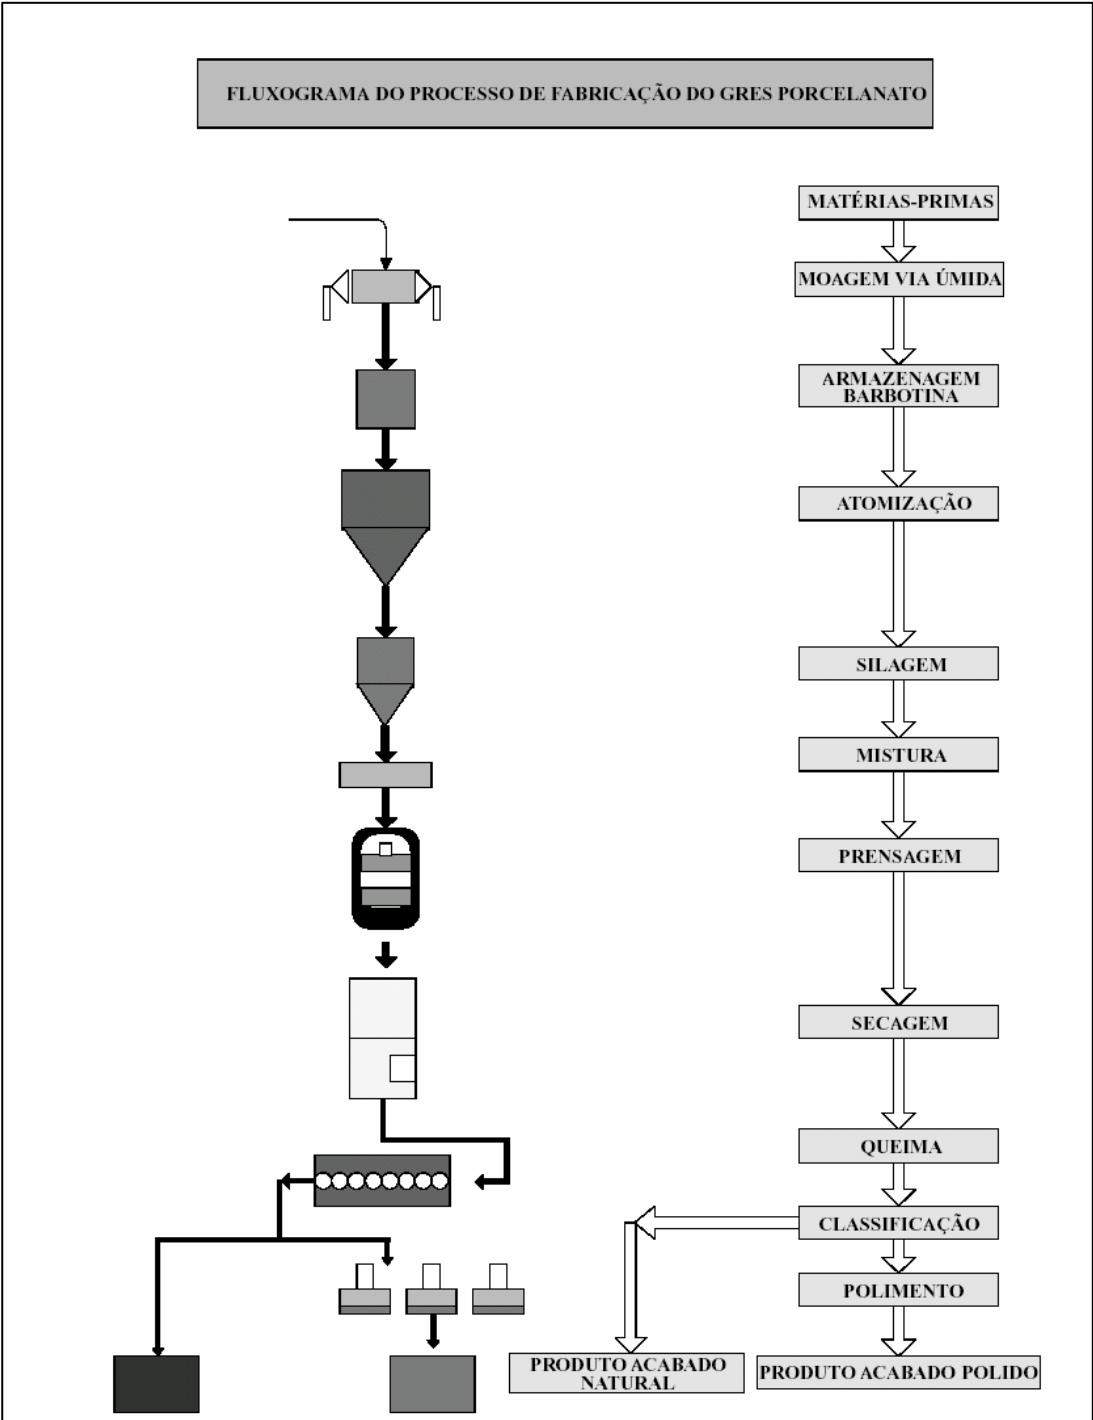 FLUXOGRAMA DO PROCESSO DE FABRICAÇÃO DO GRES PORCELANATO
MATÉRIAS-PRIMAS
MOAGEM VIA ÚMIDA
ARMAZENAGEM
BARBOTINA
ATOMIZAÇÃO
SILAGEM
MISTURA
PRENSAGEM
SECAGEM
QUEIMA
CLASSIFICAÇÃO
POLIMENTO
PRODUTO ACABADO
NATURAL
PRODUTO ACABADO POLIDO